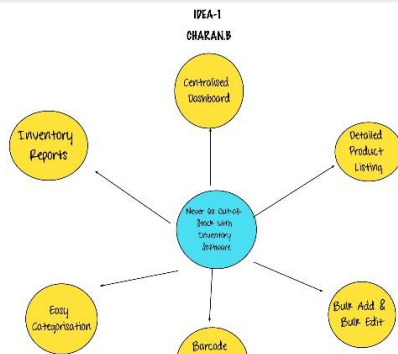 IDEA-1
CHARAN.B
Centralised
Dashboard
Inventory
Reports
Detailed
Product
Listing
Never Go Out-of-
Stock With
Inventory
Software
Easy
Categorisation
Bulk Add &
Bulk Edit
Barcode